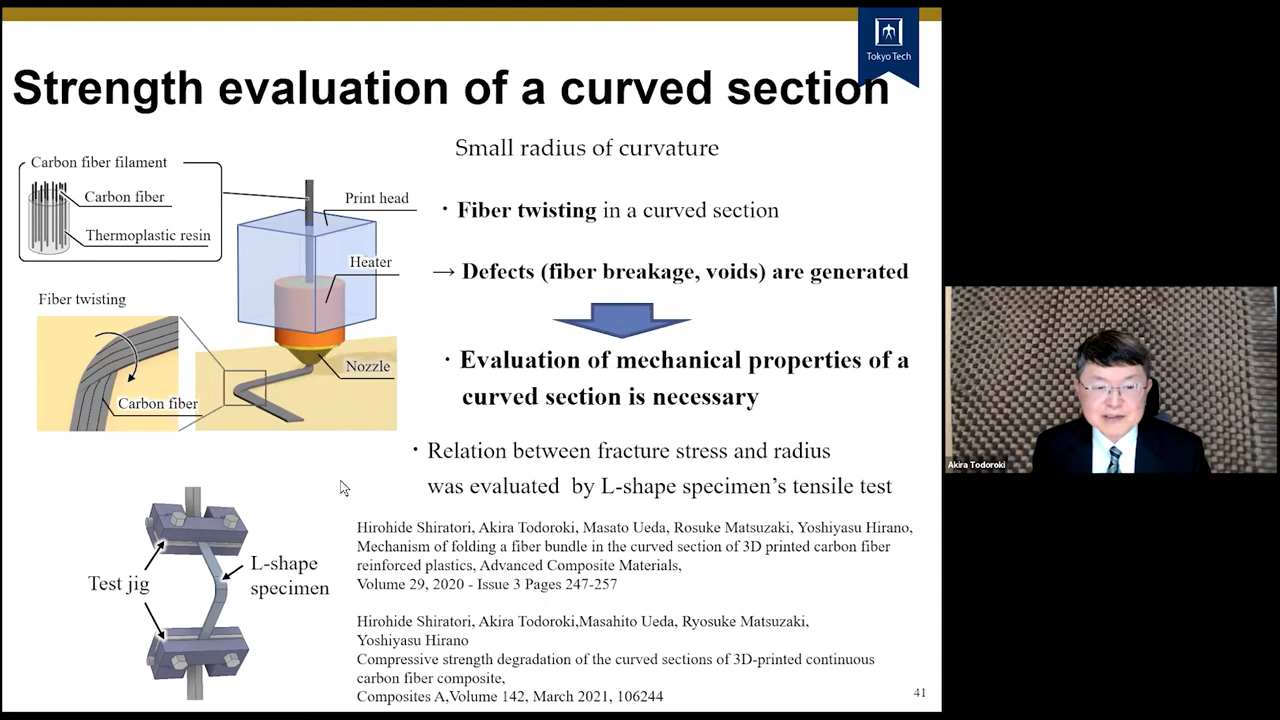 Tokyo Tech
Strength evaluation of a curved section
Carbon fiber filament
Carbon fiber
Thermoplastic resin
Print head
Heater
Fiber twisting
Nozzle
Carbon fiber
Small radius of curvature
・Fiber twisting in a curved section
→ Defects (fiber breakage, voids) are generated
・Evaluation of mechanical properties of a
curved section is necessary
・Relation between fracture stress and radius
was evaluated by L-shape specimen's tensile test
Test jig
L-shape
specimen
Hirohide Shiratori, Akira Todoroki, Masato Ueda, Rosuke Matsuzaki, Yoshiyasu Hirano,
Mechanism of folding a fiber bundle in the curved section of 3D printed carbon fiber
reinforced plastics, Advanced Composite Materials,
Volume 29, 2020 - Issue 3 Pages 247-257
Hirohide Shiratori, Akira Todoroki,Masahito Ueda, Ryosuke Matsuzaki,
Yoshiyasu Hirano
Compressive strength degradation of the curved sections of 3D-printed continuous
carbon fiber composite,
Composites A,Volume 142, March 2021, 106244
41
Akira Todoroki